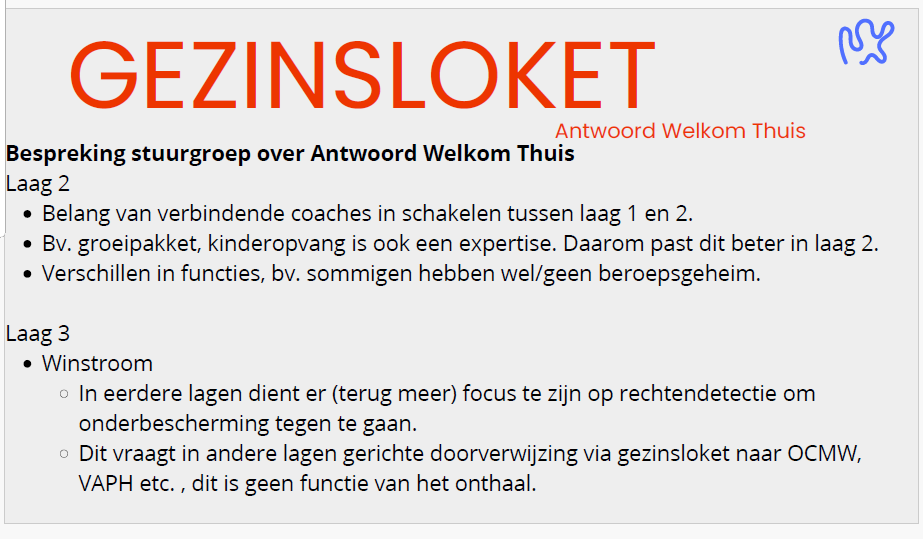 GEZINSLOKET
Antwoord Welkom Thuis
Bespreking stuurgroep over Antwoord Welkom Thuis
Laag 2
• Belang van verbindende coaches in schakelen tussen laag 1 en 2.
• Bv. groeipakket, kinderopvang is ook een expertise. Daarom past dit beter in laag 2.
• Verschillen in functies, bv. sommigen hebben wel/geen beroepsgeheim.
Laag 3
• Winstroom
○ In eerdere lagen dient er (terug meer) focus te zijn op rechtendetectie om
onderbescherming tegen te gaan.
○ Dit vraagt in andere lagen gerichte doorverwijzing via gezinsloket naar OCMW,
VAPH etc. , dit is geen functie van het onthaal.